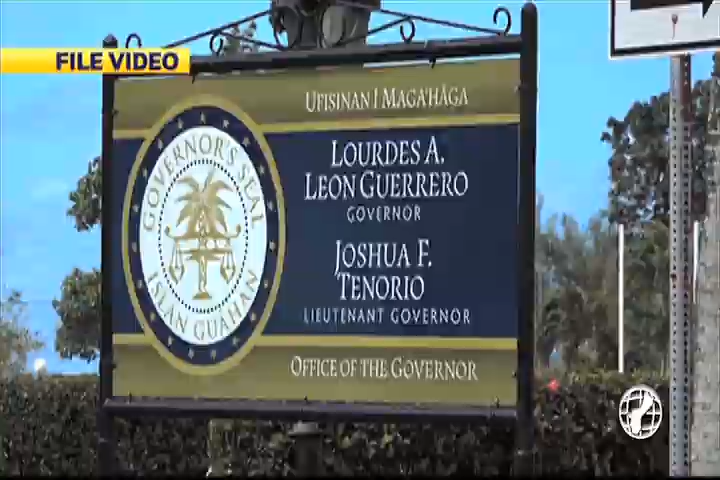 FILE VIDEO
UFISINAN I MAGA'HÅGA
GOVERNOR'S SEAL
ISLAN GUAHAN
LOURDES A.
LEON GUERRERO
GOVERNOR
JOSHUA F.
TENORIO
LIEUTENANT GOVERNOR
OFFICE OF THE GOVERNOR